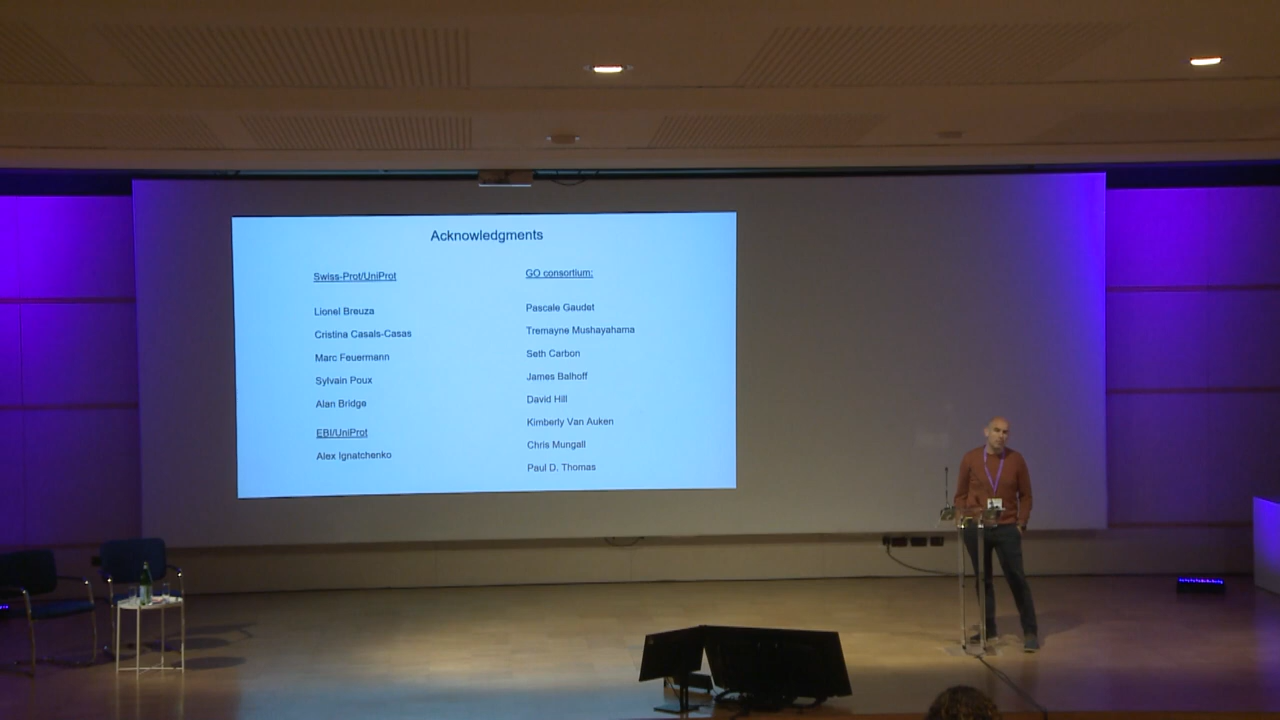 Acknowledgments
Swiss-Prot/UniProt
Lionel Breuza
Cristina Casals-Casas
Marc Feuermann
Sylvain Poux
Alan Bridge
EBI/UniProt
Alex Ignatchenko
GO consortium:
Pascale Gaudet
Tremayne Mushayahama
Seth Carbon
James Balhoff
David Hill
Kimberly Van Auken
Chris Mungall
Paul D. Thomas